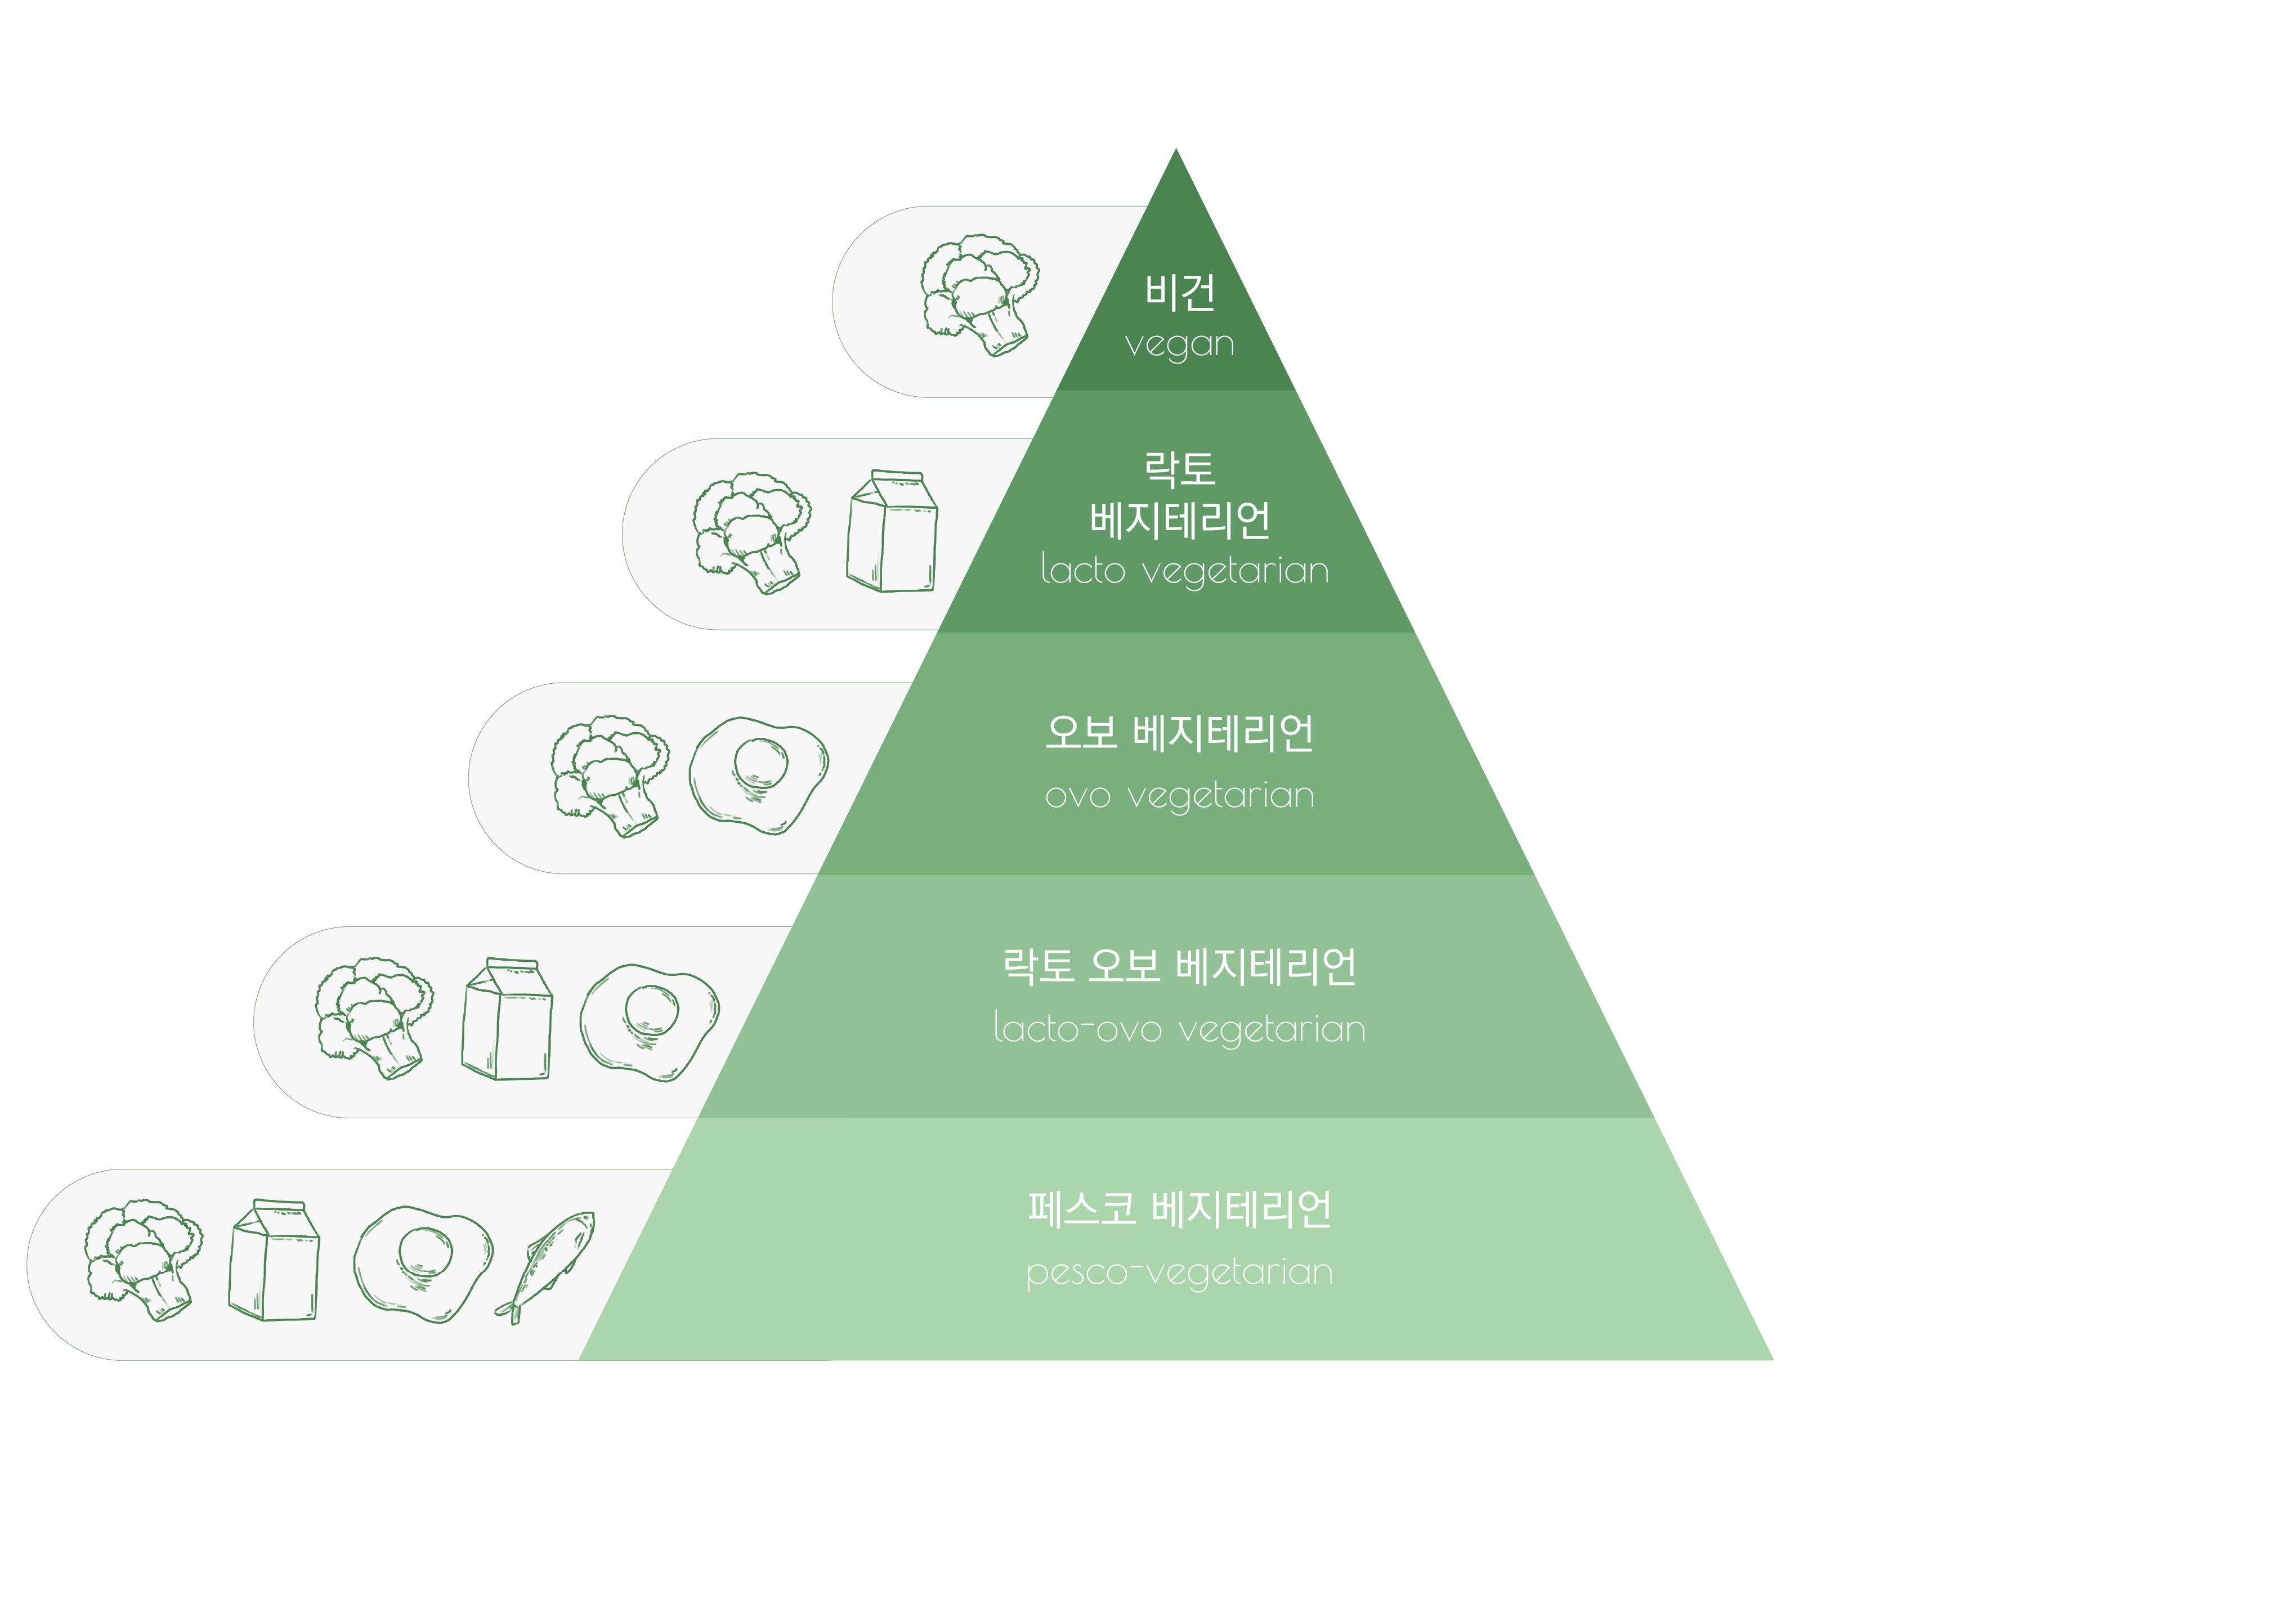 비건
vegan
락토
베지테리언
lacto vegetarian
오보 베지테리언
ovo vegetarian
락토 오보 베지테리언
lacto-ovo vegetarian
페스코 베지테리언
pesco-vegetarian